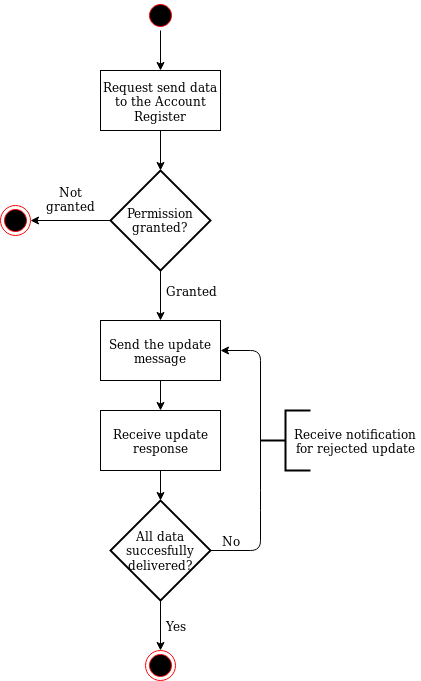 Request send data
to the Account
Register
Not
granted
Permission
granted?
Granted
Send the update
message
Receive update
response
Receive notification
for rejected update
All data
succesfully
delivered?
No
Yes